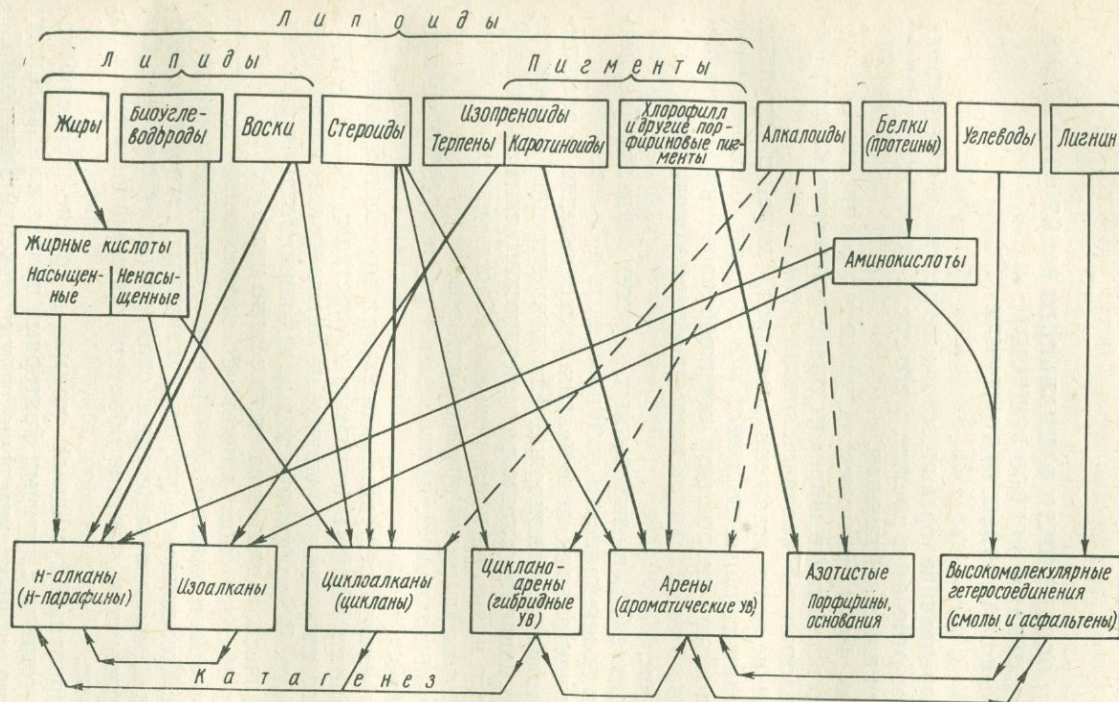 Липоиды
Липиды
Пигменты
Жиры
Биоугле-
водороды
Воски
Стероиды
Изопреноиды
Терпены
Каротиноиды
Хлорофилл
и другие пор-
фириновые пиг-
менты
Алкалоиды
Белки
(протеины)
Углеводы
Лигнин
Жирные кислоты
Насыщен-
ные
Ненасы-
щенные
Аминокислоты
н-алканы
(н-парафины)
Изоалканы
Циклоалканы
(цикланы)
Циклано-
арены
(гибридные
УВ)
Арены
(ароматические УВ)
Азотистые
Порфирины,
основания
Высокомолекулярные
гетеросоединения
(смолы и асфальтены)
Катагенез